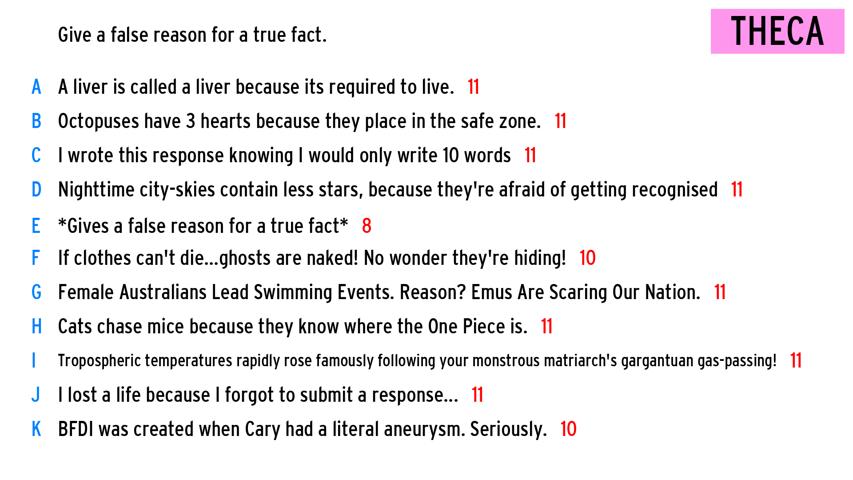 Give a false reason for a true fact.
THECA
A A liver is called a liver because its required to live. 11
B Octopuses have 3 hearts because they place in the safe zone. 11
C I wrote this response knowing I would only write 10 words 11
D Nighttime city-skies contain less stars, because they're afraid of getting recognised 11
E *Gives a false reason for a true fact* 8
F If clothes can't die...ghosts are naked! No wonder they're hiding! 10
G Female Australians Lead Swimming Events. Reason? Emus Are Scaring Our Nation. 11
H Cats chase mice because they know where the One Piece is. 11
I Tropospheric temperatures rapidly rose famously following your monstrous matriarch's gargantuan gas-passing! 11
J I lost a life because I forgot to submit a response... 11
K BFDI was created when Cary had a literal aneurysm. Seriously. 10